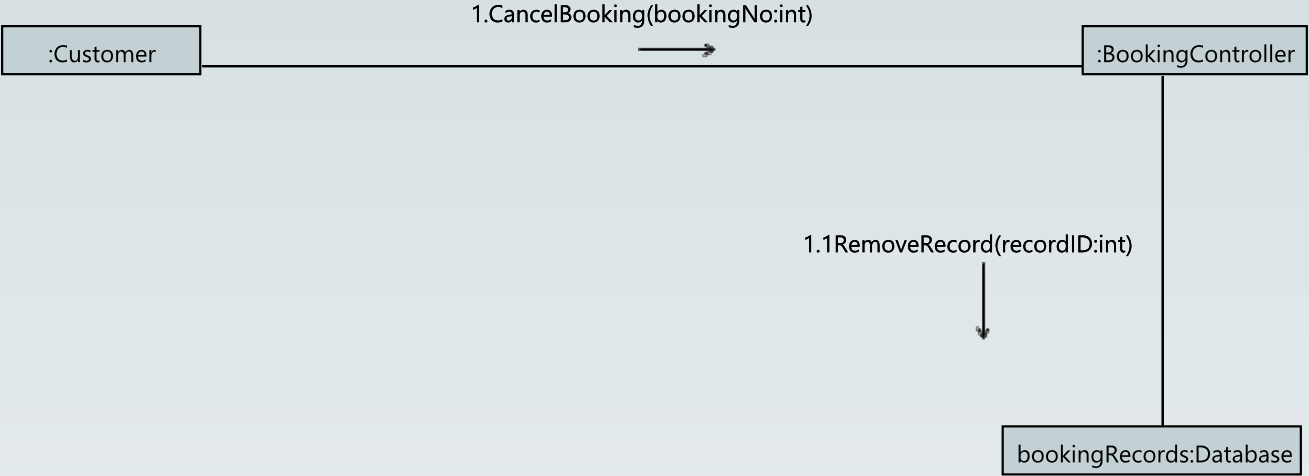 1.CancelBooking(bookingNo:int)
:Customer
:BookingController
1.1RemoveRecord(recordID:int)
bookingRecords:Database